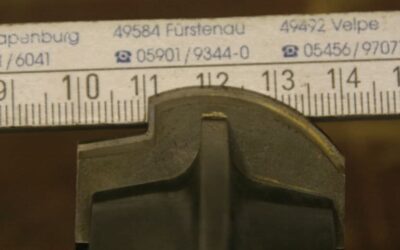 apenburg 49584 Fürstenau 49492 Velpe
1/6041 ☎ 05901/9344-0 ☎ 05456/9707
9 10 11 12 13 14